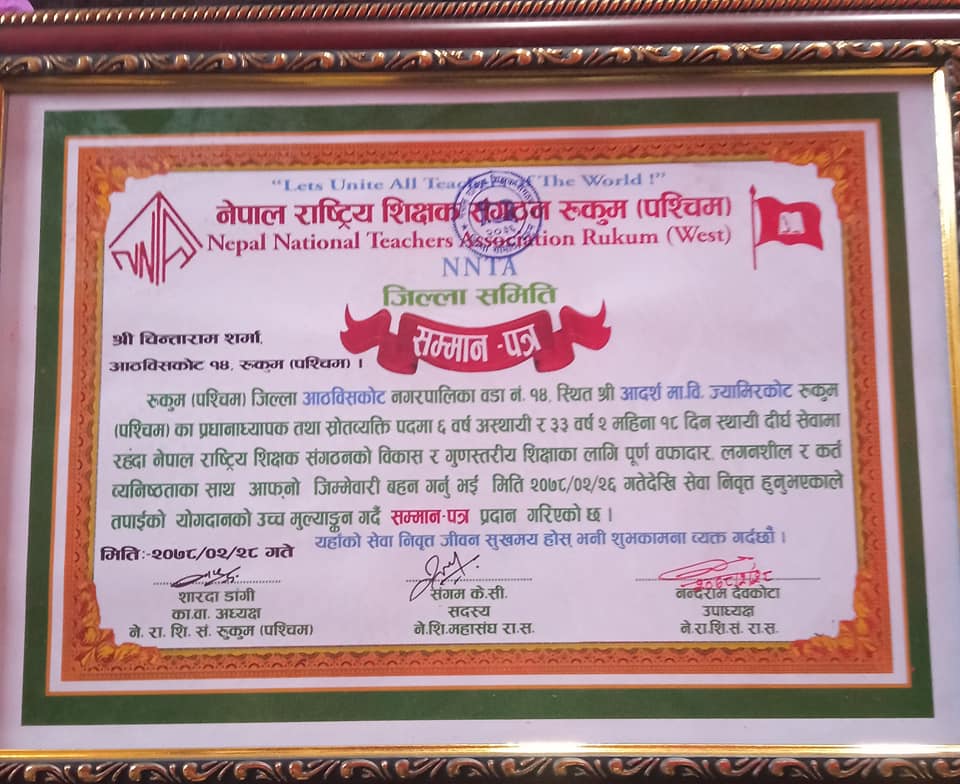 "Lets Unite All Teachers of The World !"
नेपाल राष्ट्रिय शिक्षक संगठन रुकुम (पश्चिम)
Nepal National Teachers Association Rukum (West)
NNTA
जिल्ला समिति
सम्मान -पत्र
श्री चिन्ताराम शर्मा,
आठविसकोट १४, रुकुम (पश्चिम) ।
रुकुम (पश्चिम) जिल्ला आठविसकोट नगरपालिका वडा नं. १४, स्थित श्री आदर्श मा.वि. ज्यामिरकोट रुकुम
(पश्चिम) का प्रधानाध्यापक तथा स्रोतव्यक्ति पदमा ६ वर्ष अस्थायी र ३३ वर्ष २ महिना १८ दिन स्थायी दीर्घ सेवामा
रहंदा नेपाल राष्ट्रिय शिक्षक संगठनको विकास र गुणस्तरीय शिक्षाका लागि पूर्ण वफादार, लगनशील र कर्त
व्यनिष्ठताका साथ आफ्नो जिम्मेवारी बहन गर्नु भई मिति २०७८/०२/२६ गतेदेखि सेवा निवृत्त हुनुभएकाले
तपाईको योगदानको उच्च मुल्याङ्कन गर्दै सम्मान-पत्र प्रदान गरिएको छ ।
यहाँको सेवा निवृत्त जीवन सुखमय होस् भनी शुभकामना व्यक्त गर्दछौं ।
मिति:-२०७८/०२/२८ गते
शारदा डांगी
का.वा. अध्यक्ष
ने. रा. शि. सं. रुकुम (पश्चिम)
संगम के.सी.
सदस्य
ने.शि.महासंघ रा.स.
नन्दराम देवकोटा
उपाध्यक्ष
ने.रा.शि.सं. रा.स.